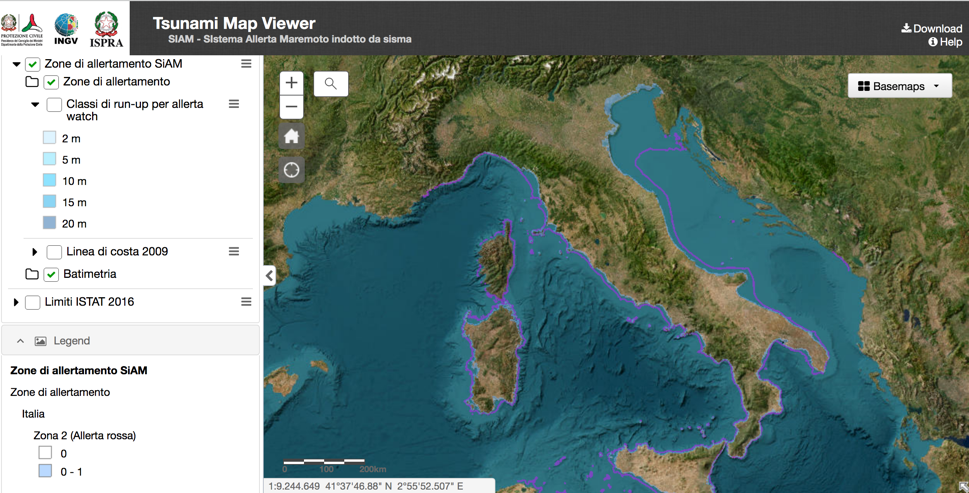 PROTEZIONE CIVILE
Presidenza del Consiglio dei Ministri
Dipartimento della Protezione Civile
INGV
ISPRA
Tsunami Map Viewer
SIAM - SIstema Allerta Maremoto indotto da sisma
Download
Help
Zone di allertamento SiAM
Zone di allertamento
Classi di run-up per allerta
watch
2 m
5 m
10 m
15 m
20 m
Linea di costa 2009
Batimetria
Limiti ISTAT 2016
Legend
Zone di allertamento SiAM
Zone di allertamento
Italia
Zona 2 (Allerta rossa)
0
0 - 1
+
−
Basemaps
0 100 200km
1:9.244.649 41°37'46.88" N 2°55'52.507" E